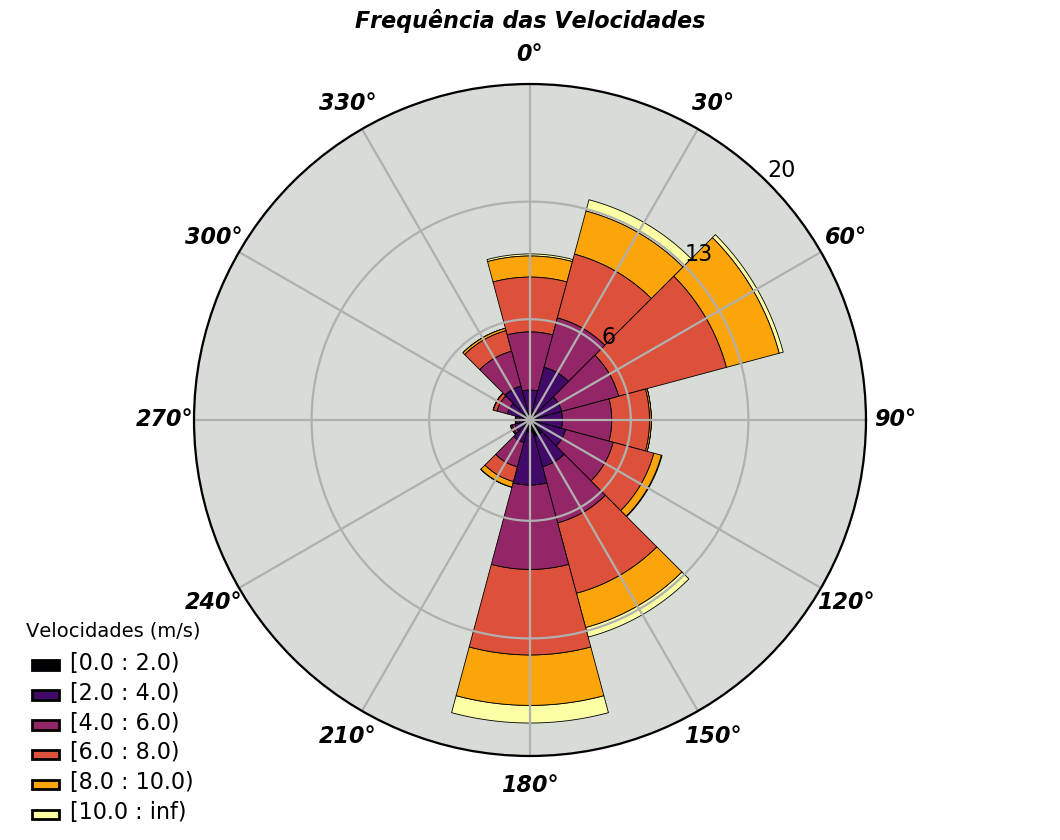 Frequência das Velocidades
0°
30°
60°
90°
120°
150°
180°
210°
240°
270°
300°
330°
6
13
20
Velocidades (m/s)
[0.0 : 2.0)
[2.0 : 4.0)
[4.0 : 6.0)
[6.0 : 8.0)
[8.0 : 10.0)
[10.0 : inf)